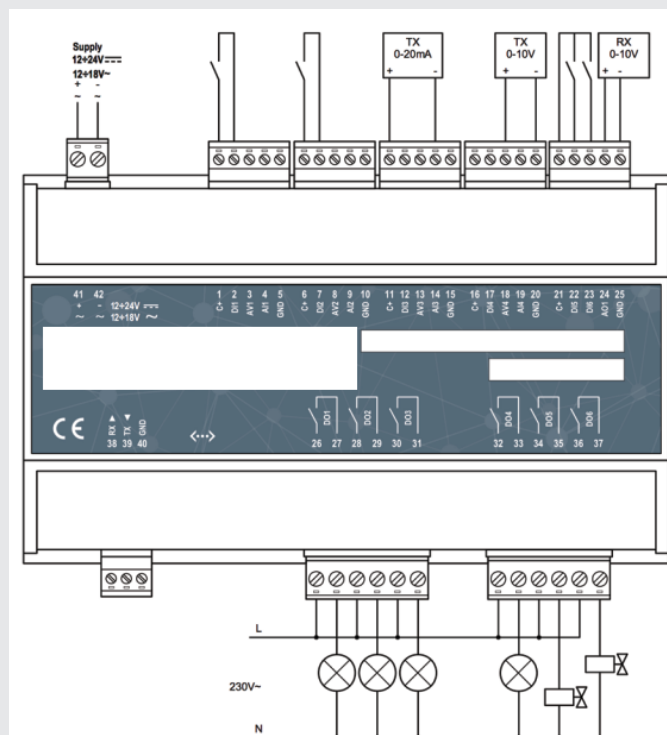 Supply
12÷24V
12÷18V~
+ -
~ ~
TX
0-20mA
+ -
TX
0-10V
+ -
RX
0-10V
+ -
41 42
+ - 12÷24V
~ ~ 12÷18V ~
1 2 3 4 5
C+ DI1 AV1 AI1 GND
6 7 8 9 10
C+ DI2 AV2 AI2 GND
11 12 13 14 15
C+ DI3 AV3 AI3 GND
16 17 18 19 20
C+ DI4 AV4 AI4 GND
21 22 23 24 25
C+ DI5 DI6 AO1 GND
CE
RX TX GND
38 39 40
DO1 DO2 DO3
26 27 28 29 30 31
DO4 DO5 DO6
32 33 34 35 36 37
L
230V~
N